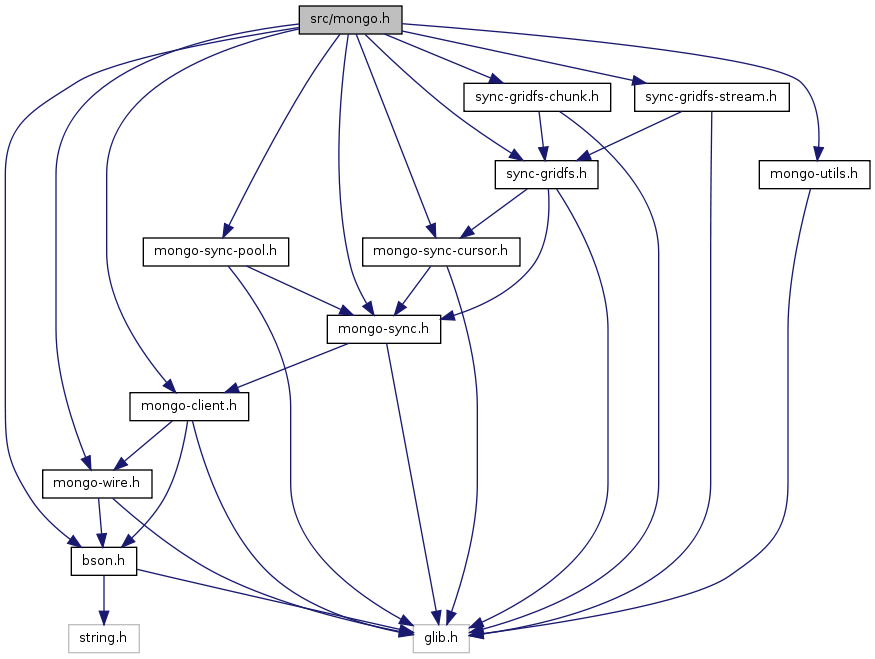 src/mongo.h
sync-gridfs-chunk.h
sync-gridfs-stream.h
sync-gridfs.h
mongo-utils.h
mongo-sync-pool.h
mongo-sync-cursor.h
mongo-sync.h
mongo-client.h
mongo-wire.h
bson.h
string.h
glib.h